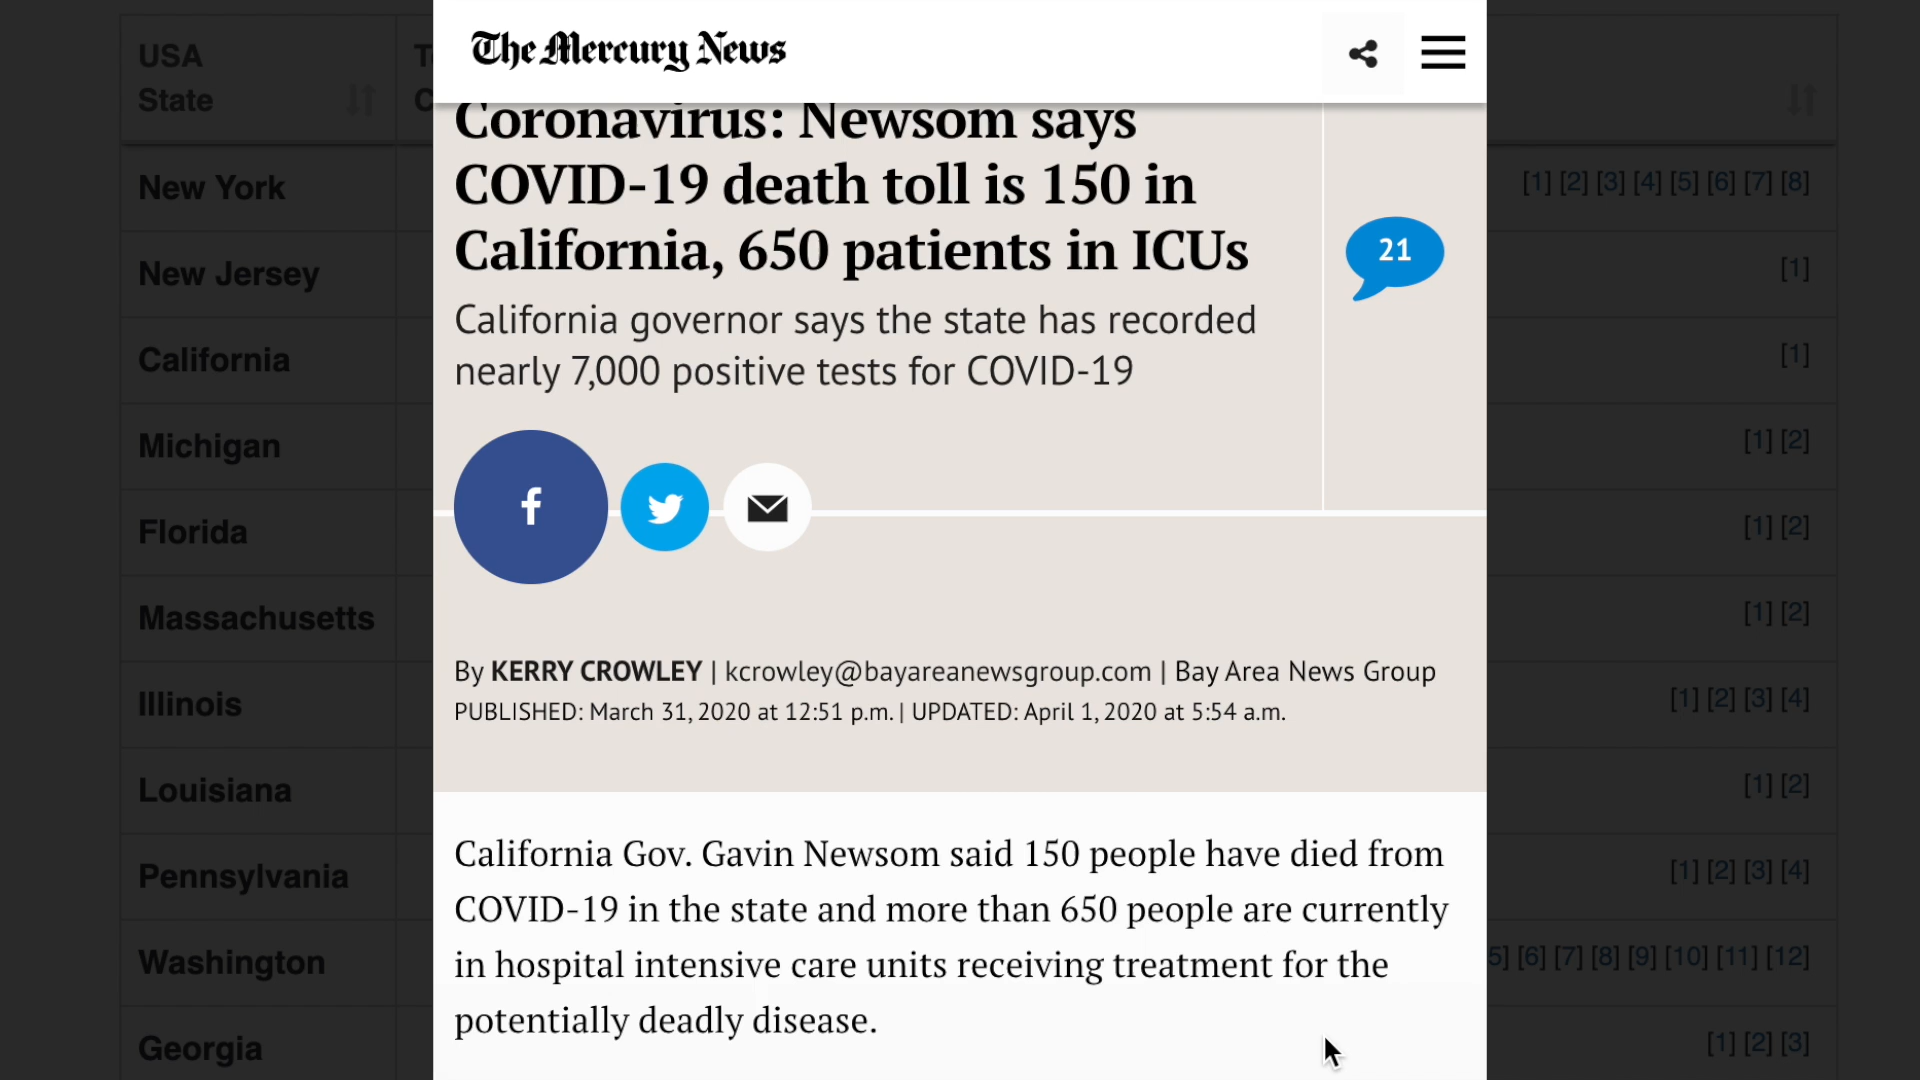 The Mercury News
Coronavirus: Newsom says
COVID-19 death toll is 150 in
California, 650 patients in ICUs
21
California governor says the state has recorded
nearly 7,000 positive tests for COVID-19
By KERRY CROWLEY | kcrowley@bayareanewsgroup.com | Bay Area News Group
PUBLISHED: March 31, 2020 at 12:51 p.m. | UPDATED: April 1, 2020 at 5:54 a.m.
California Gov. Gavin Newsom said 150 people have died from
COVID-19 in the state and more than 650 people are currently
in hospital intensive care units receiving treatment for the
potentially deadly disease.
USA
State
New York
[1] [2] [3] [4] [5] [6] [7] [8]
New Jersey
[1]
California
[1]
Michigan
[1] [2]
Florida
[1] [2]
Massachusetts
[1] [2]
Illinois
[1] [2] [3] [4]
Louisiana
[1] [2]
Pennsylvania
[1] [2] [3] [4]
Washington
5] [6] [7] [8] [9] [10] [11] [12]
Georgia
[1] [2] [3]